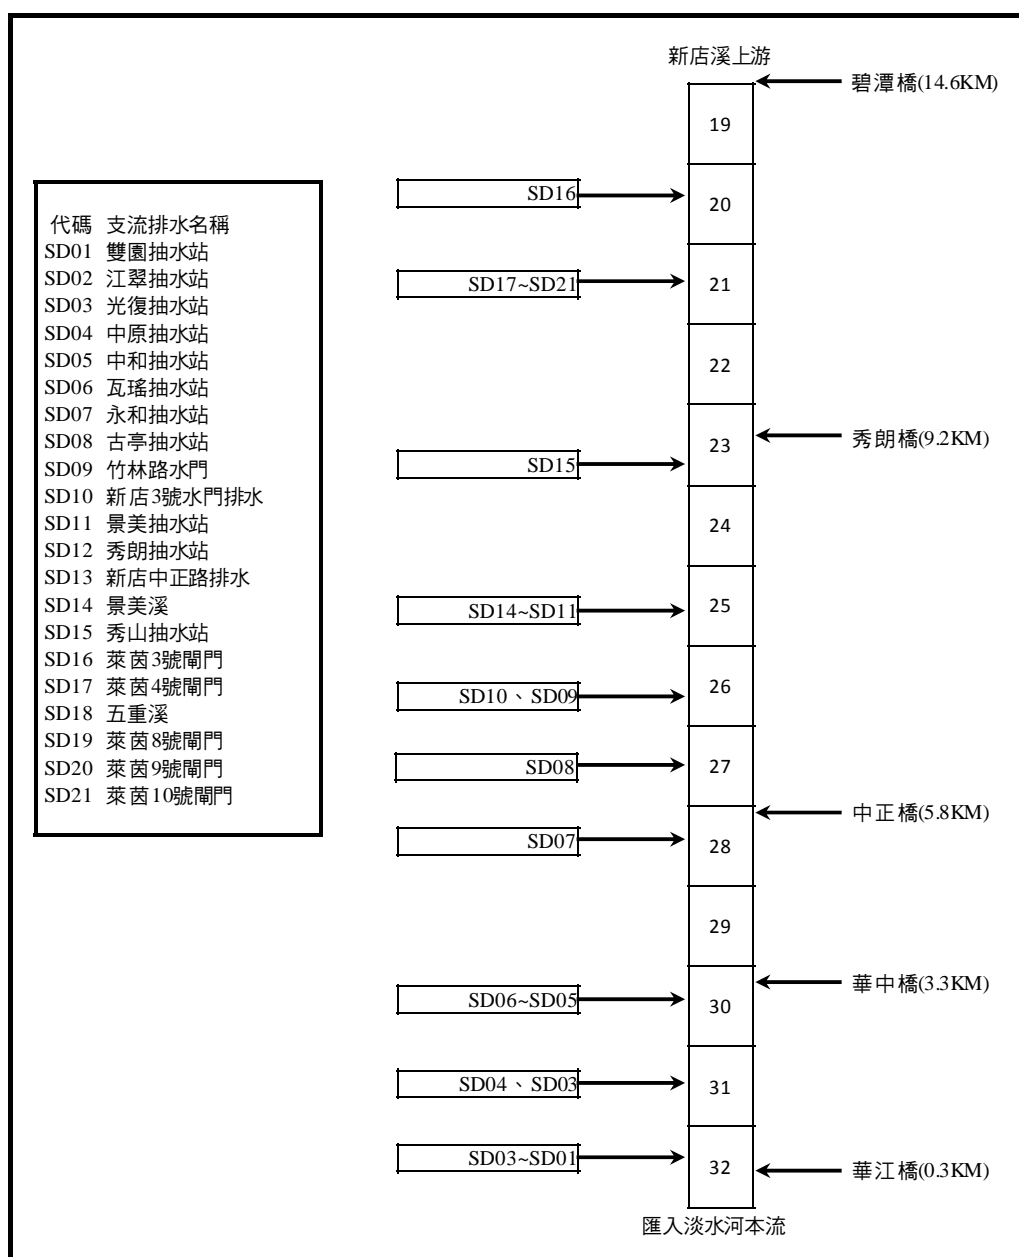 新店溪上游
碧潭橋(14.6KM)
19
SD16
20
SD17~SD21
21
22
23
秀朗橋(9.2KM)
SD15
24
SD14~SD11
25
SD10、SD09
26
SD08
27
中正橋(5.8KM)
SD07
28
29
華中橋(3.3KM)
SD06~SD05
30
SD04、SD03
31
SD03~SD01
32
華江橋(0.3KM)
匯入淡水河本流
代碼 支流排水名稱
SD01 雙園抽水站
SD02 江翠抽水站
SD03 光復抽水站
SD04 中原抽水站
SD05 中和抽水站
SD06 瓦瑤抽水站
SD07 永和抽水站
SD08 古亭抽水站
SD09 竹林路水門
SD10 新店3號水門排水
SD11 景美抽水站
SD12 秀朗抽水站
SD13 新店中正路排水
SD14 景美溪
SD15 秀山抽水站
SD16 萊茵3號閘門
SD17 萊茵4號閘門
SD18 五重溪
SD19 萊茵8號閘門
SD20 萊茵9號閘門
SD21 萊茵10號閘門